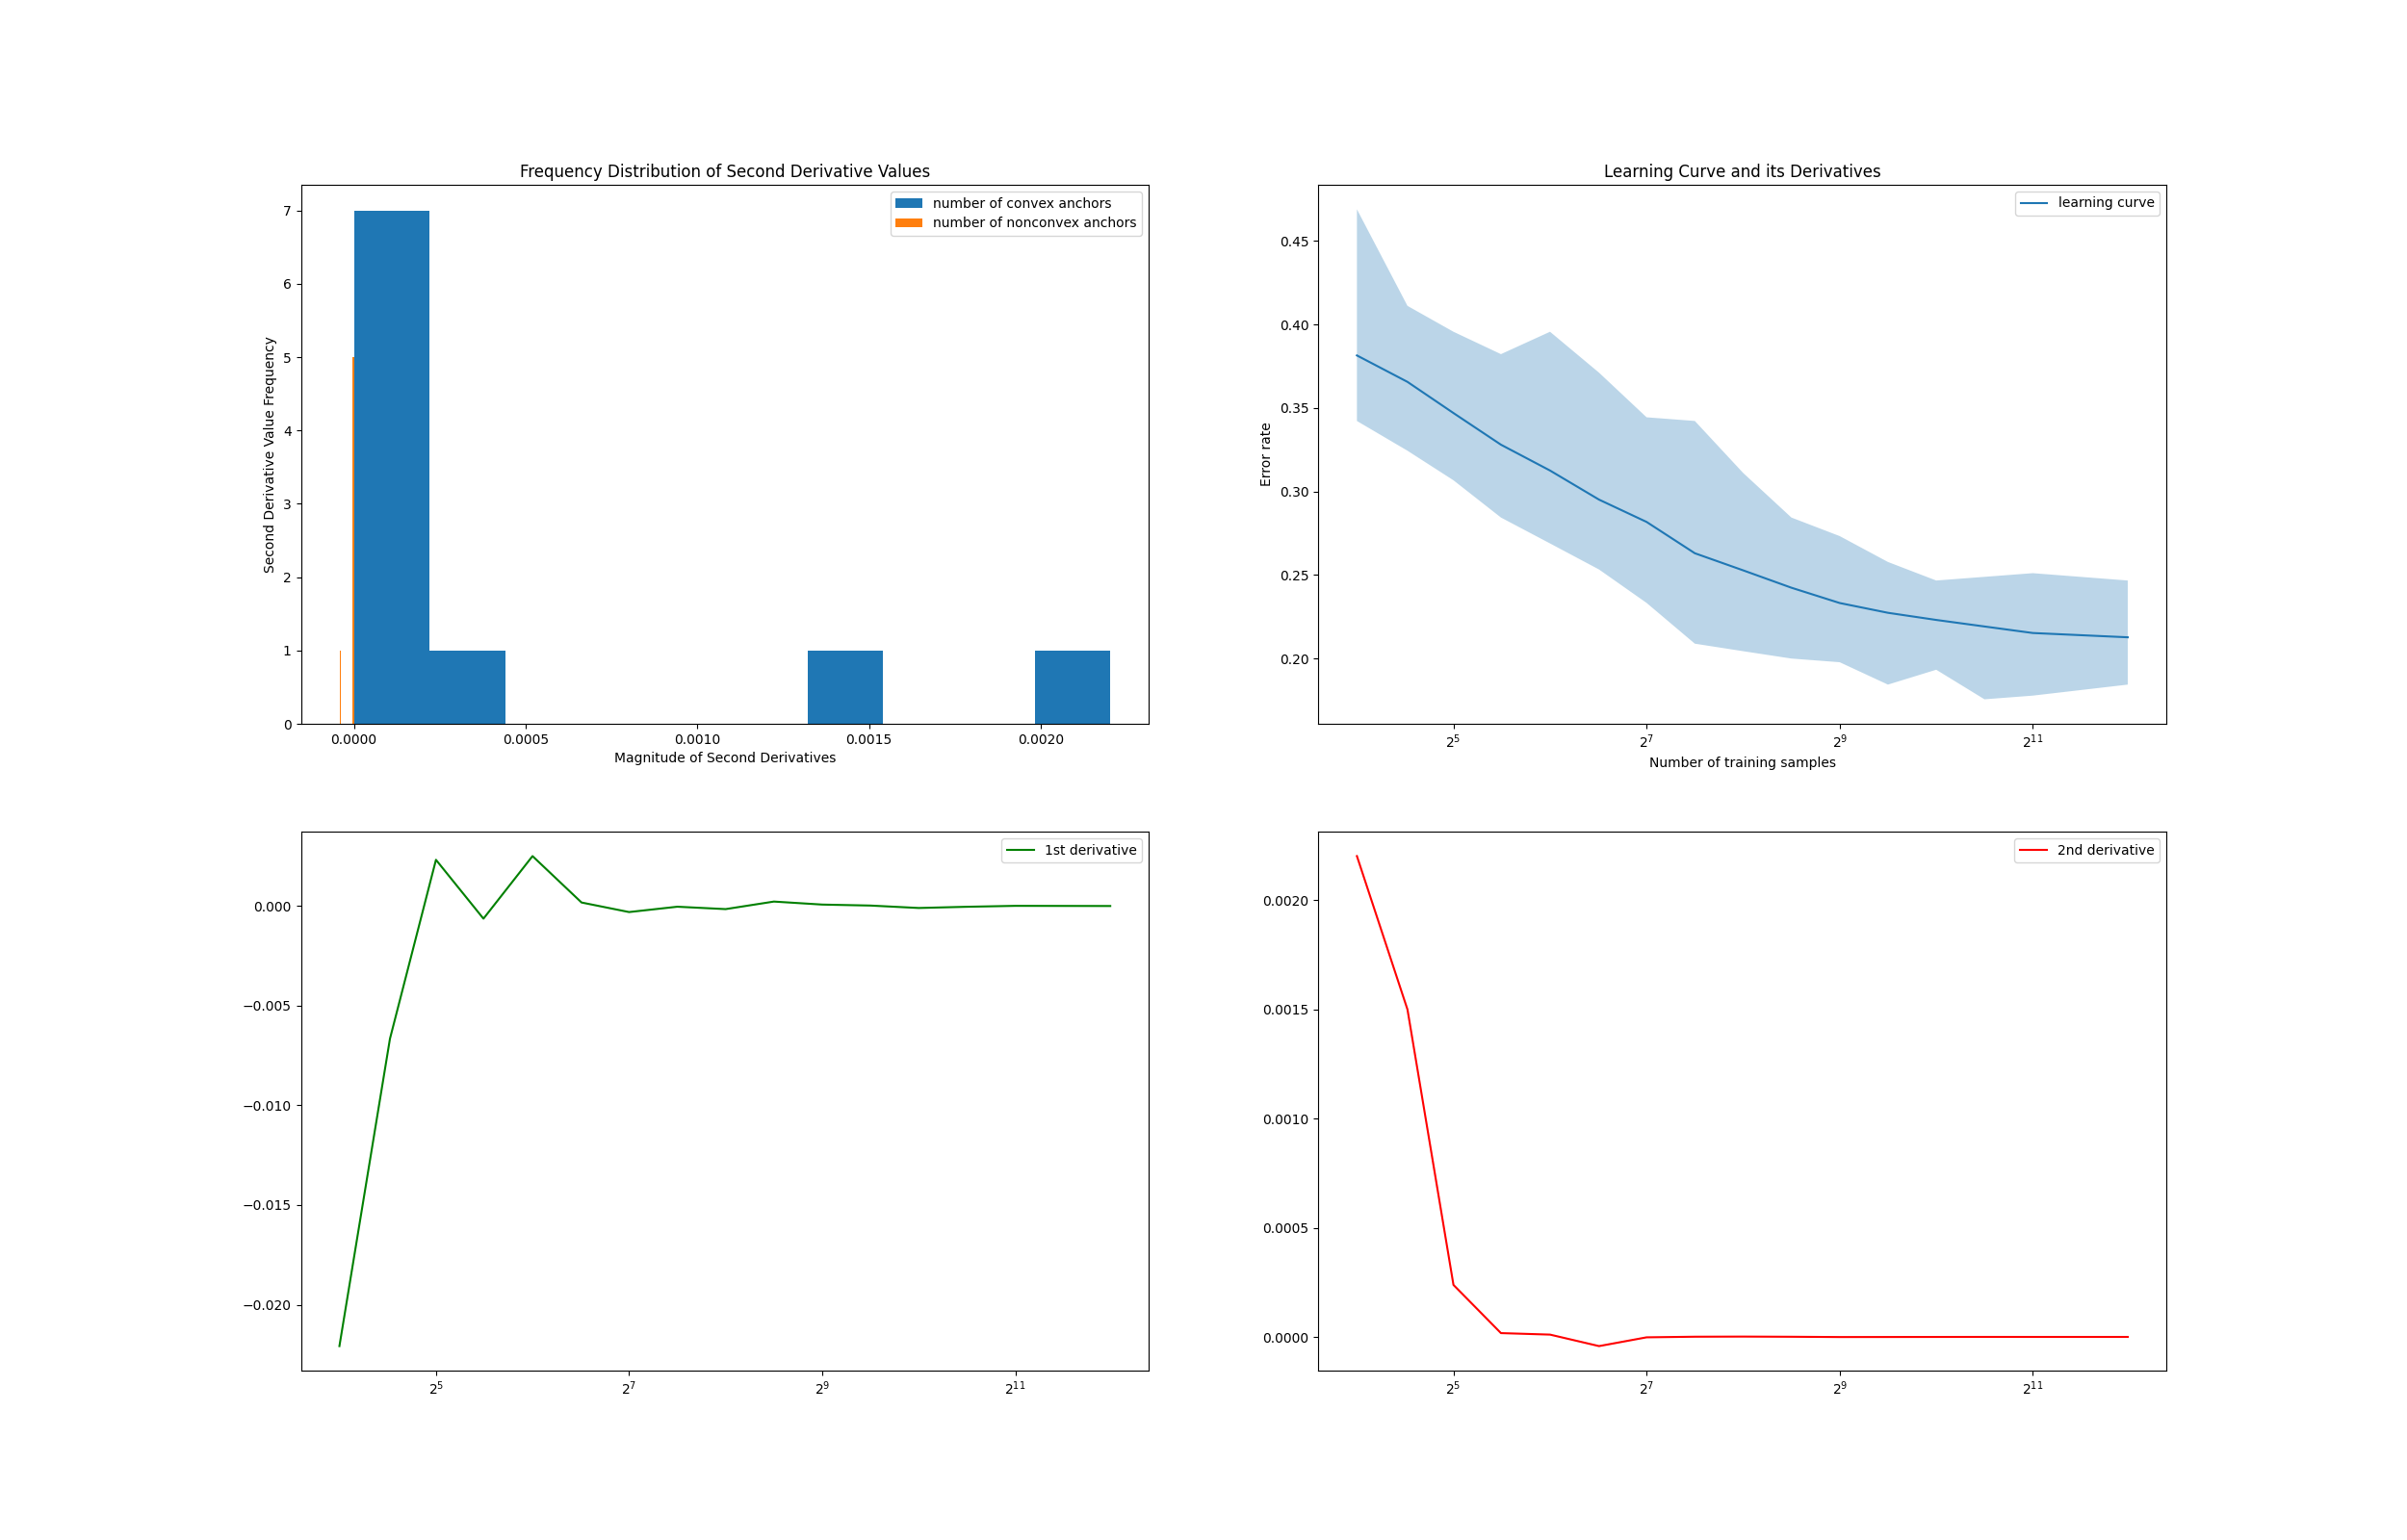 Frequency Distribution of Second Derivative Values
number of convex anchors
number of nonconvex anchors
Second Derivative Value Frequency
7
6
5
4
3
2
1
0
0.0000 0.0005 0.0010 0.0015 0.0020
Magnitude of Second Derivatives
Learning Curve and its Derivatives
learning curve
Error rate
0.45
0.40
0.35
0.30
0.25
0.20
2^5 2^7 2^9 2^11
Number of training samples
1st derivative
0.000
−0.005
−0.010
−0.015
−0.020
2^5 2^7 2^9 2^11
2nd derivative
0.0020
0.0015
0.0010
0.0005
0.0000
2^5 2^7 2^9 2^11